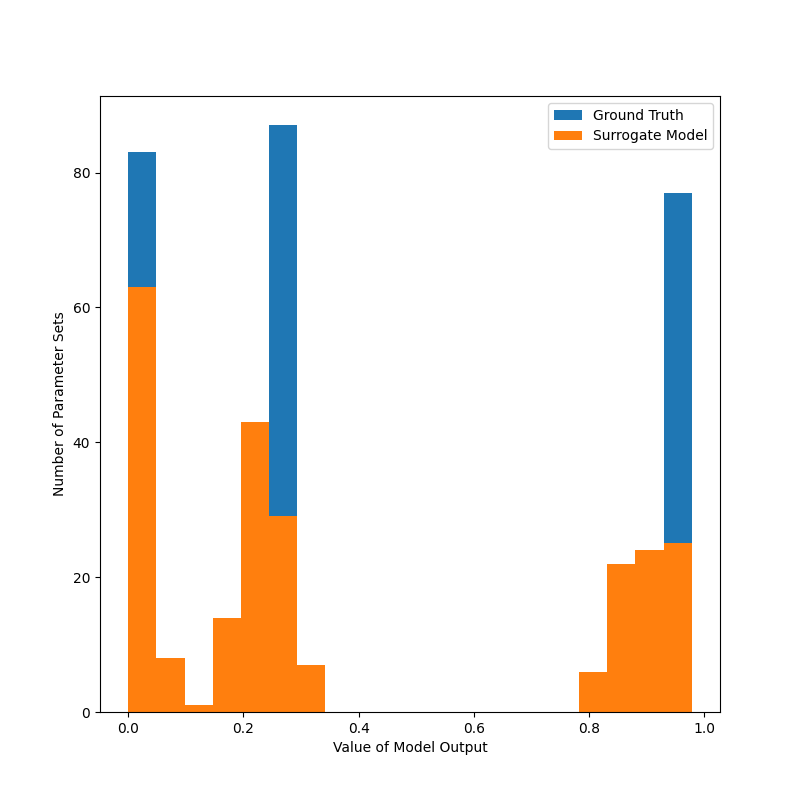 Ground Truth
Surrogate Model
80
60
40
20
0
Number of Parameter Sets
0.0 0.2 0.4 0.6 0.8 1.0
Value of Model Output